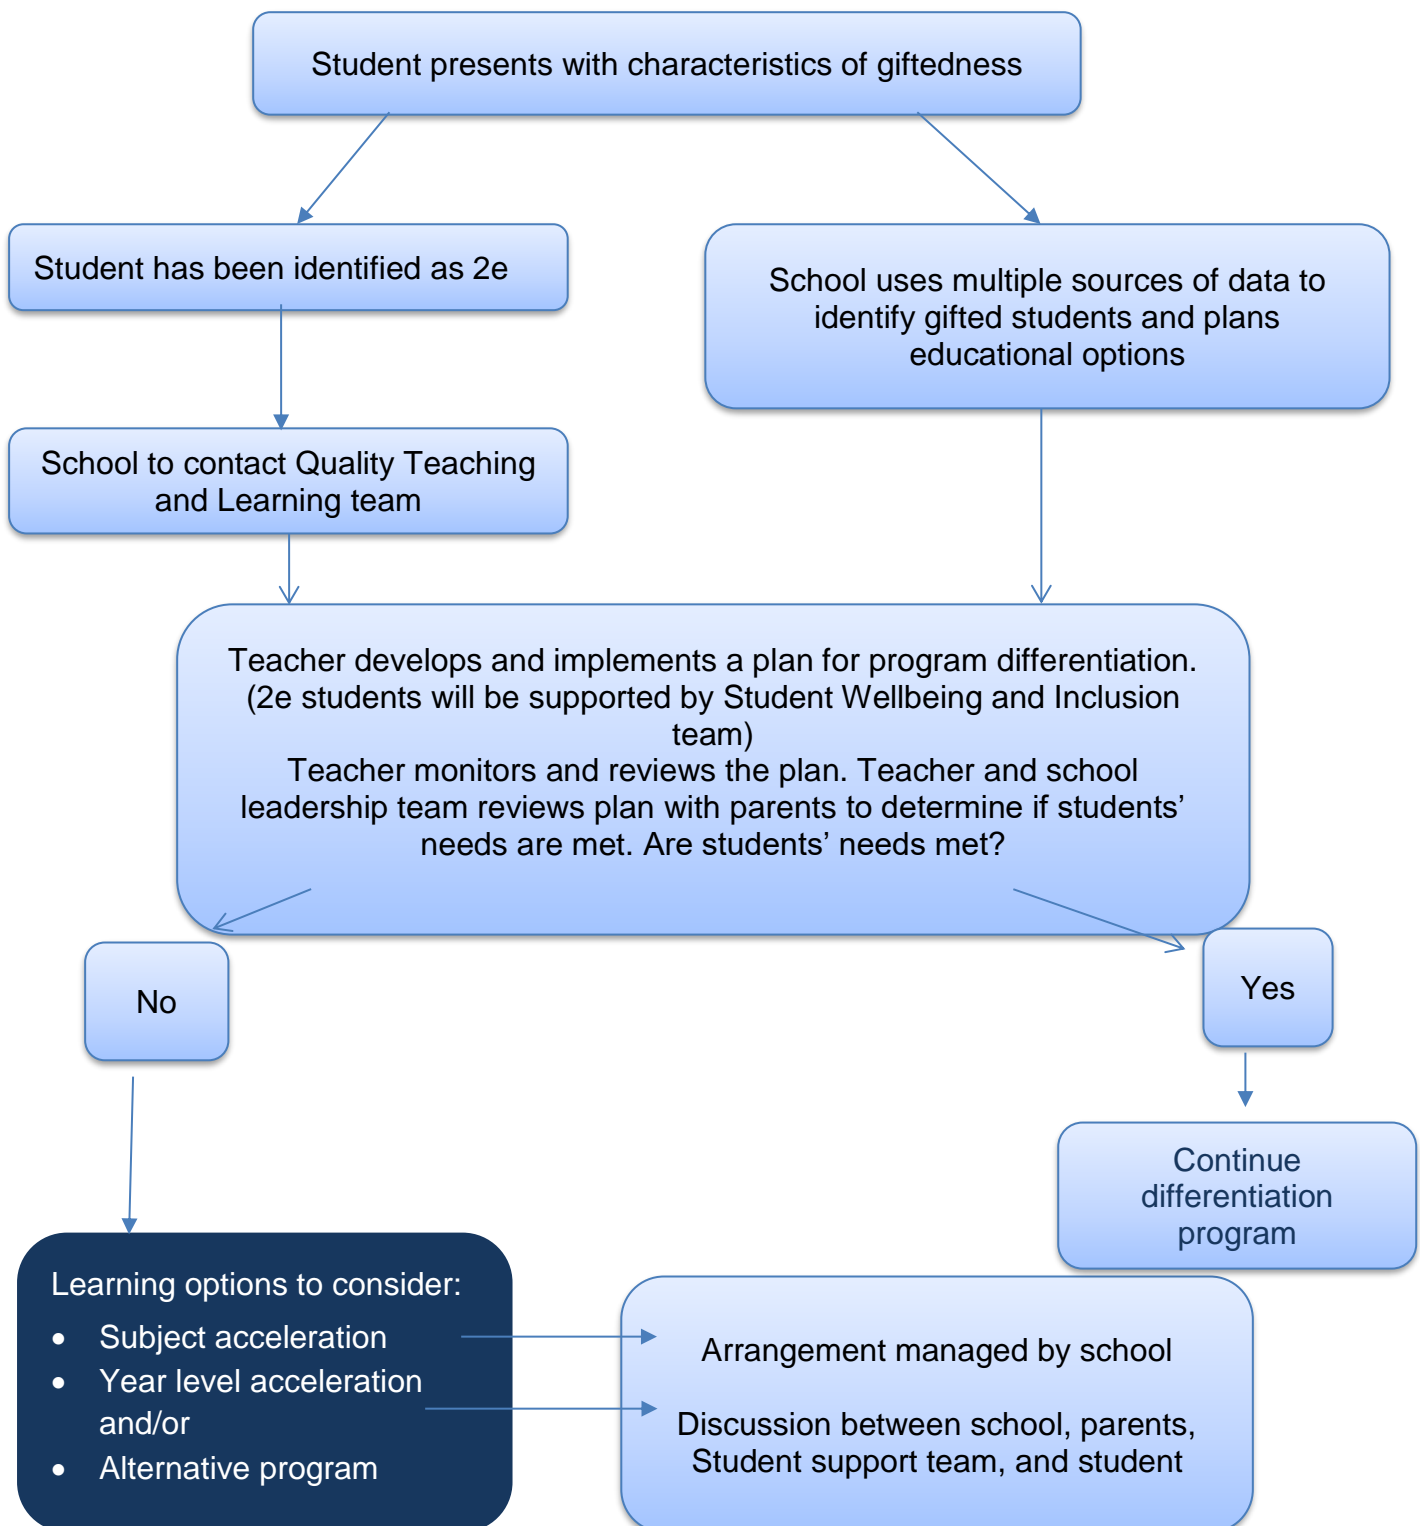 Student presents with characteristics of giftedness
Student has been identified as 2e
School uses multiple sources of data to
identify gifted students and plans
educational options
School to contact Quality Teaching
and Learning team
Teacher develops and implements a plan for program differentiation.
(2e students will be supported by Student Wellbeing and Inclusion
team)
Teacher monitors and reviews the plan. Teacher and school
leadership team reviews plan with parents to determine if students’
needs are met. Are students’ needs met?
No
Yes
Continue
differentiation
program
Learning options to consider:
• Subject acceleration
• Year level acceleration
and/or
• Alternative program
Arrangement managed by school
Discussion between school, parents,
Student support team, and student